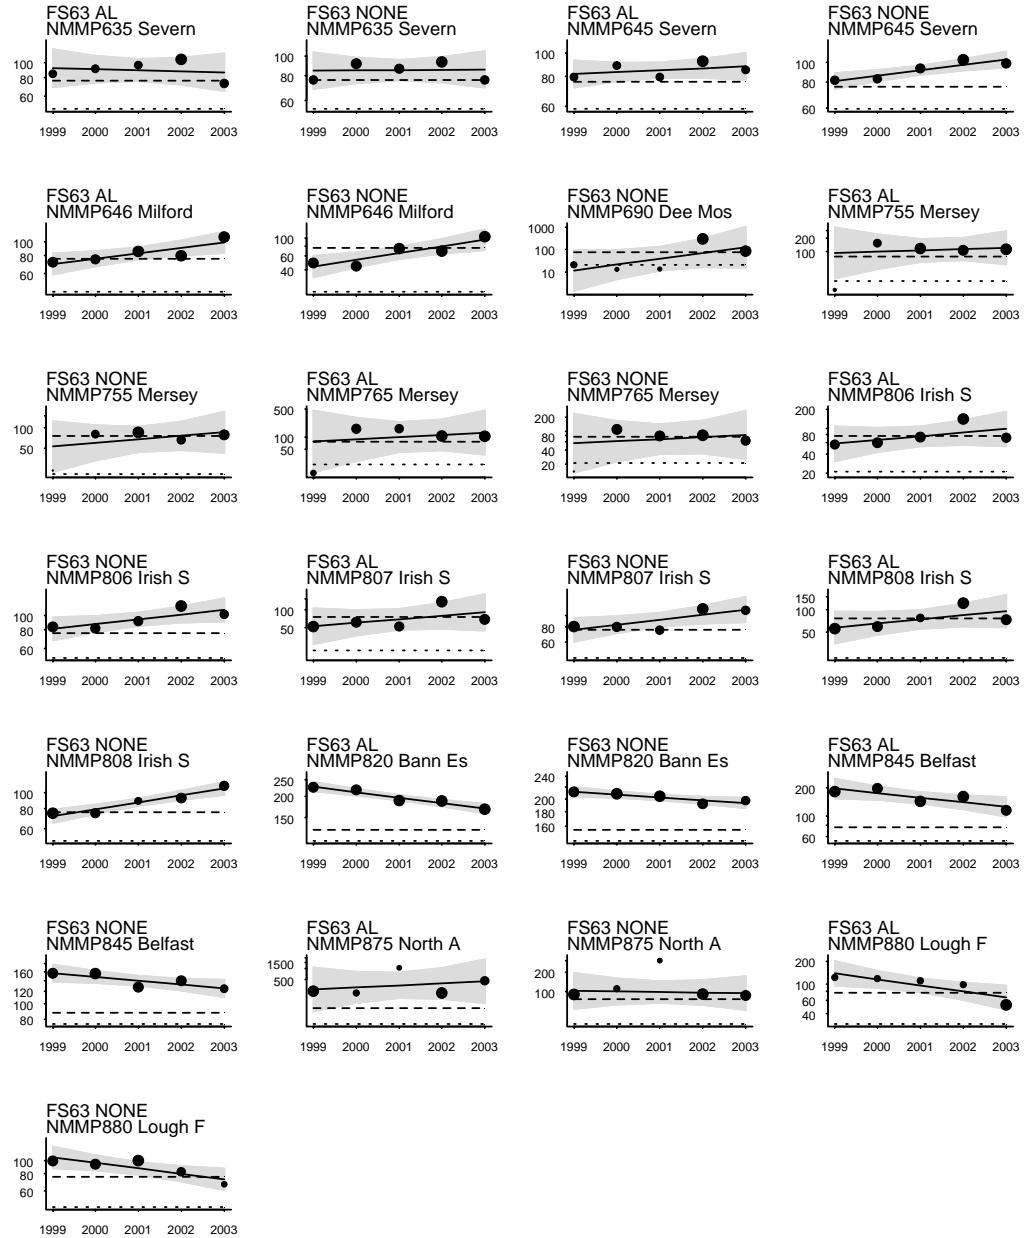 FS63 AL
NMMP635 Severn
100
80
60
1999 2000 2001 2002 2003
FS63 NONE
NMMP635 Severn
100
80
60
1999 2000 2001 2002 2003
FS63 AL
NMMP645 Severn
100
80
60
1999 2000 2001 2002 2003
FS63 NONE
NMMP645 Severn
100
80
60
1999 2000 2001 2002 2003
FS63 AL
NMMP646 Milford
100
80
60
1999 2000 2001 2002 2003
FS63 NONE
NMMP646 Milford
100
60
40
1999 2000 2001 2002 2003
FS63 NONE
NMMP690 Dee Mos
1000
100
10
1999 2000 2001 2002 2003
FS63 AL
NMMP755 Mersey
200
100
1999 2000 2001 2002 2003
FS63 NONE
NMMP755 Mersey
100
50
1999 2000 2001 2002 2003
FS63 AL
NMMP765 Mersey
500
100
50
1999 2000 2001 2002 2003
FS63 NONE
NMMP765 Mersey
200
80
40
20
1999 2000 2001 2002 2003
FS63 AL
NMMP806 Irish S
200
80
40
20
1999 2000 2001 2002 2003
FS63 NONE
NMMP806 Irish S
100
80
60
1999 2000 2001 2002 2003
FS63 AL
NMMP807 Irish S
100
50
1999 2000 2001 2002 2003
FS63 NONE
NMMP807 Irish S
80
60
1999 2000 2001 2002 2003
FS63 AL
NMMP808 Irish S
150
100
50
1999 2000 2001 2002 2003
FS63 NONE
NMMP808 Irish S
100
80
60
1999 2000 2001 2002 2003
FS63 AL
NMMP820 Bann Es
250
200
150
1999 2000 2001 2002 2003
FS63 NONE
NMMP820 Bann Es
240
200
180
160
1999 2000 2001 2002 2003
FS63 AL
NMMP845 Belfast
200
100
60
1999 2000 2001 2002 2003
FS63 NONE
NMMP845 Belfast
160
120
100
80
1999 2000 2001 2002 2003
FS63 AL
NMMP875 North A
1500
500
1999 2000 2001 2002 2003
FS63 NONE
NMMP875 North A
200
100
1999 2000 2001 2002 2003
FS63 AL
NMMP880 Lough F
200
100
60
40
1999 2000 2001 2002 2003
FS63 NONE
NMMP880 Lough F
100
80
60
1999 2000 2001 2002 2003